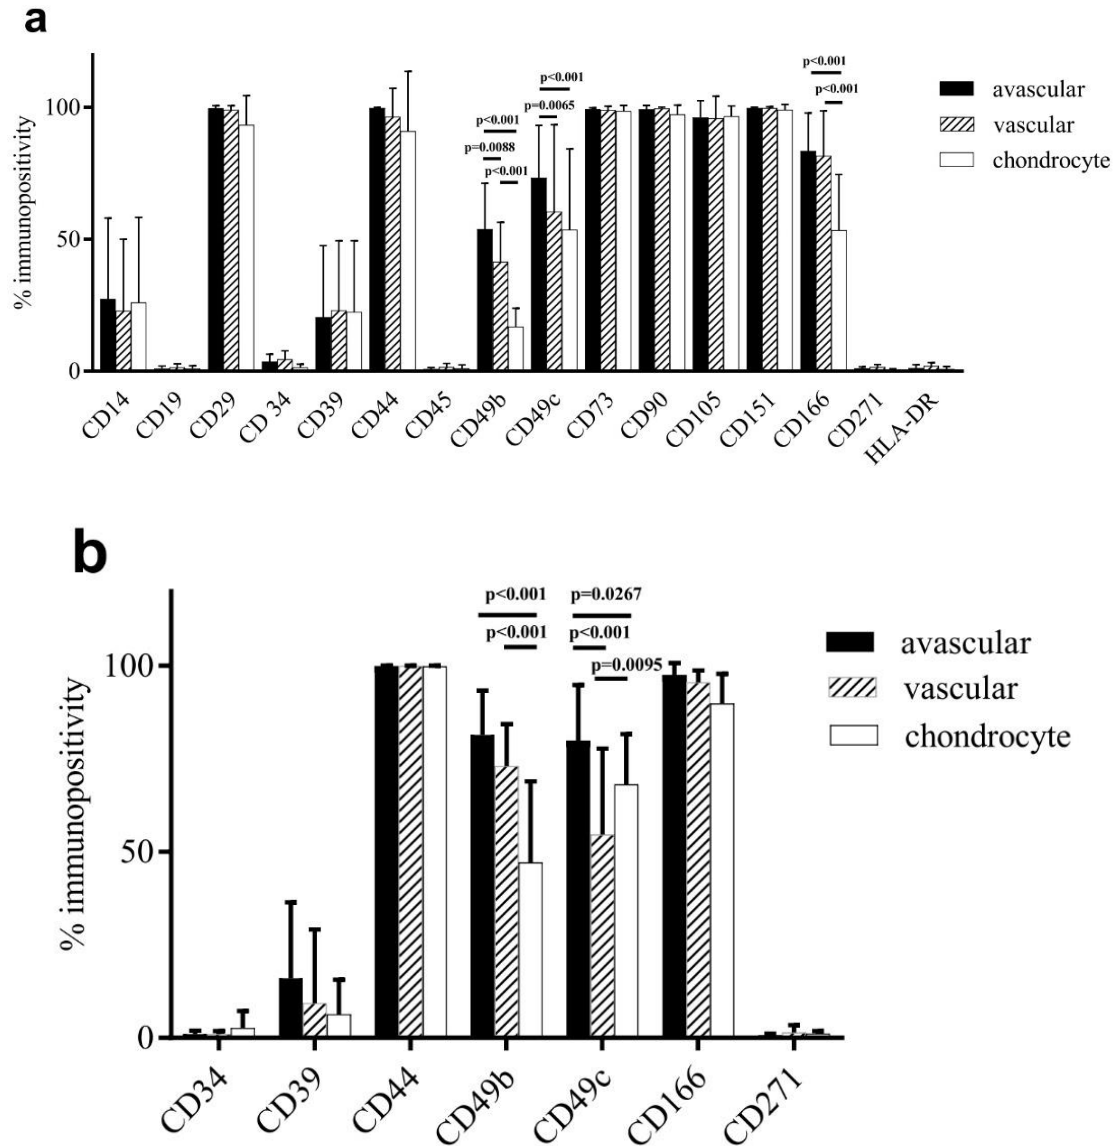 a
% immunopositivity
100
50
0
p<0.001
p=0.0088
p<0.001
p<0.001
p=0.0065
p<0.001
p<0.001
avascular
vascular
chondrocyte
CD14
CD19
CD29
CD 34
CD39
CD44
CD45
CD49b
CD49c
CD73
CD90
CD105
CD151
CD166
CD271
HLA-DR
b
% immunopositivity
100
50
0
p<0.001
p<0.001
p=0.0267
p<0.001
p=0.0095
avascular
vascular
chondrocyte
CD34
CD39
CD44
CD49b
CD49c
CD166
CD271